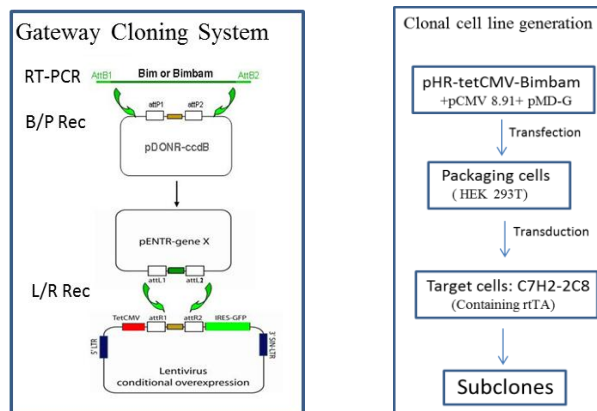 Gateway Cloning System
RT-PCR
AttB1
Bim or Bimbam
AttB2
B/P Rec
attP1
attP2
pDONR-ccdB
pENTR-gene X
attL1
attL2
L/R Rec
TetCMV
attR1
attR2
IRES-GFP
5'LTR
3'SIN-LTR
Lentivirus
conditional overexpression
Clonal cell line generation
pHR-tetCMV-Bimbam
+pCMV 8.91+ pMD-G
Transfection
Packaging cells
( HEK 293T)
Transduction
Target cells: C7H2-2C8
(Containing rtTA)
Subclones